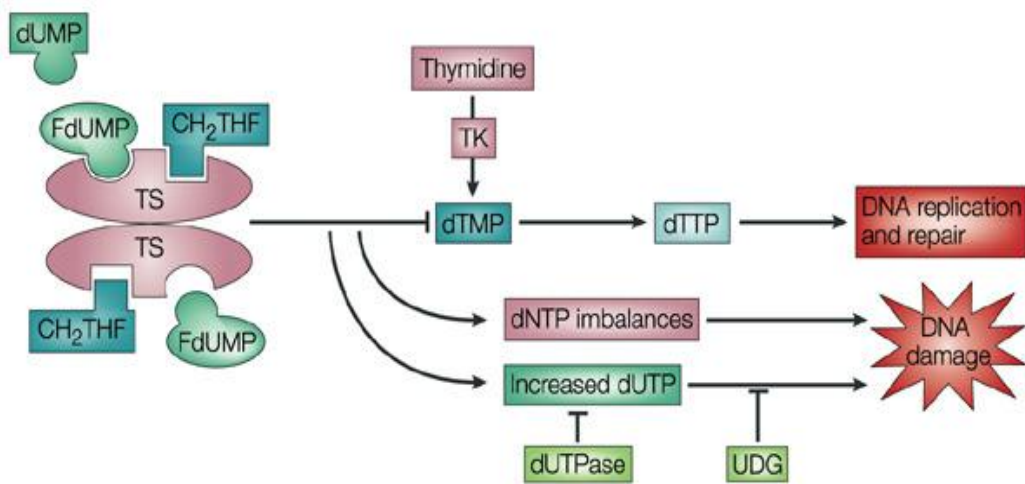 dUMP
Thymidine
FdUMP
CH₂THF
TK
TS
TS
dTMP
dTTP
DNA replication
and repair
CH₂THF
FdUMP
dNTP imbalances
DNA
damage
Increased dUTP
dUTPase
UDG